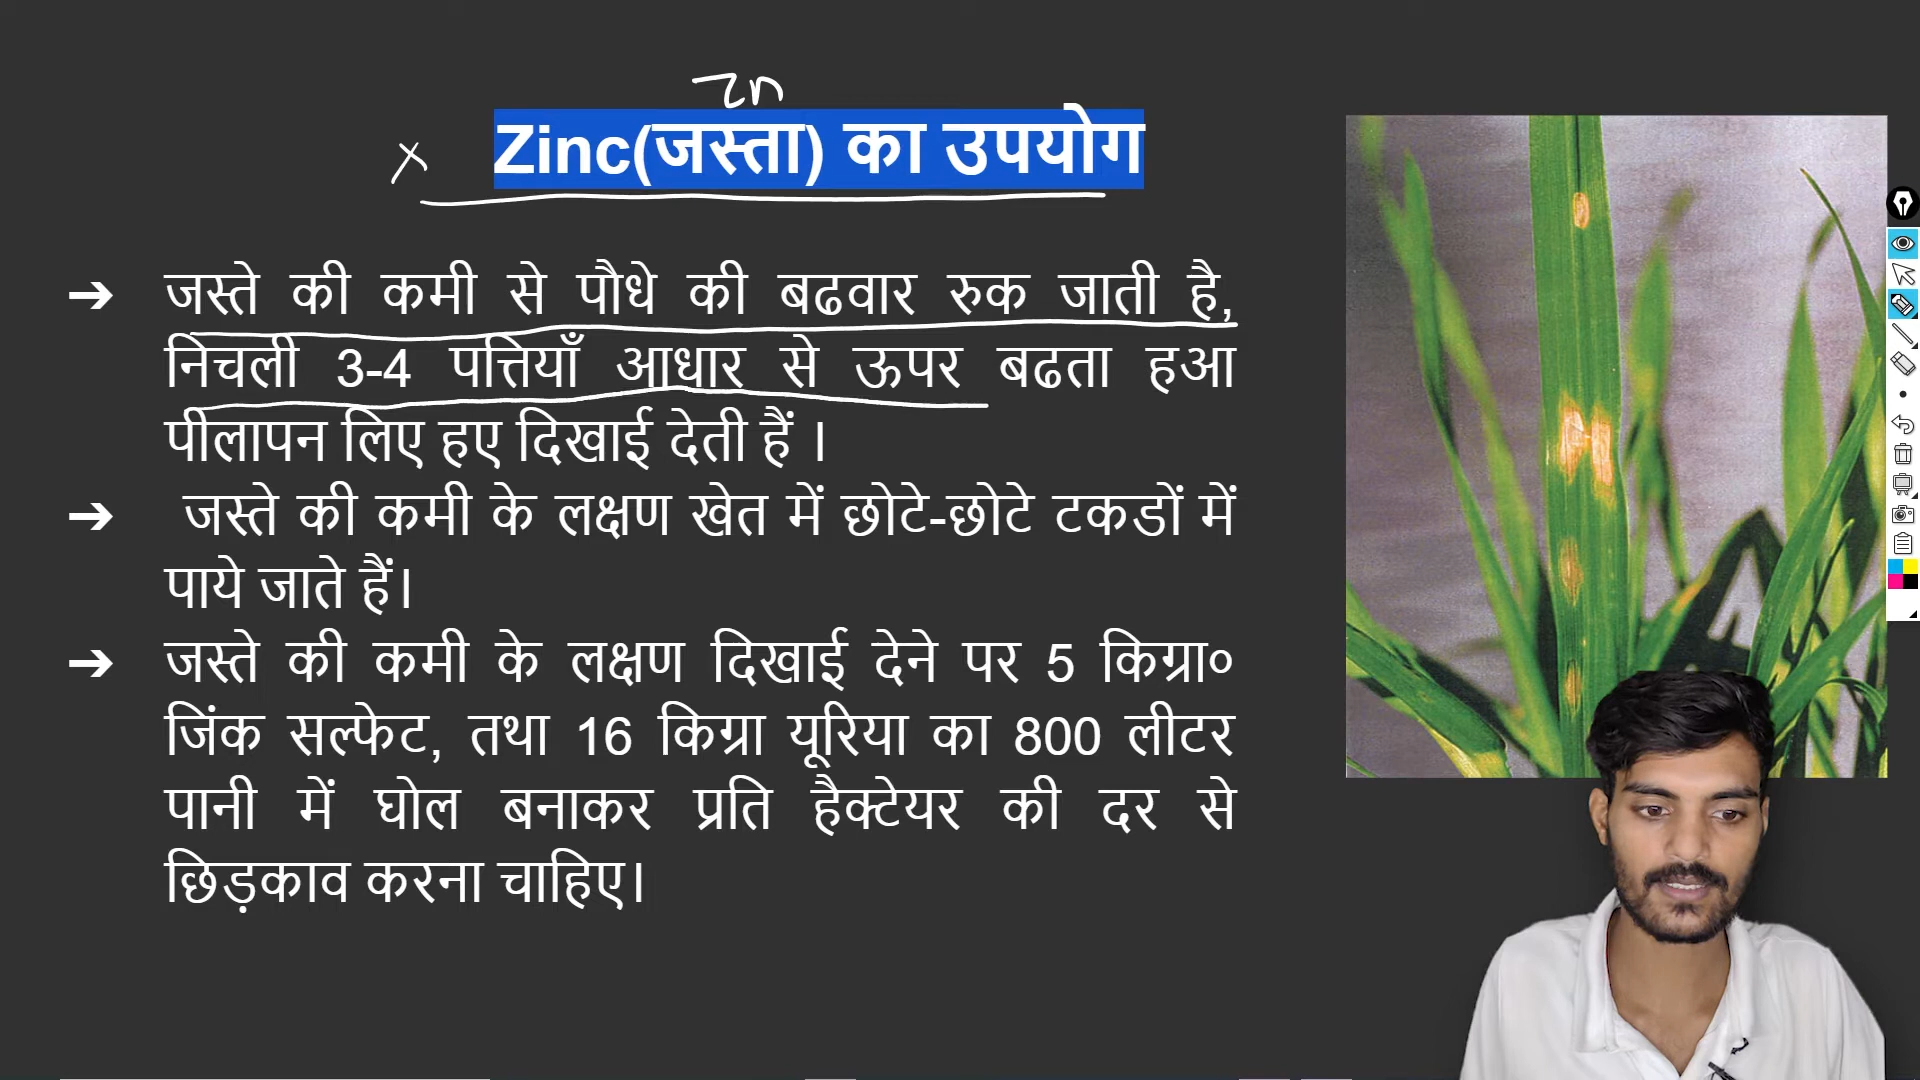 Zn
Zinc(जस्ता) का उपयोग
➔ जस्ते की कमी से पौधे की बढवार रुक जाती है,
निचली 3-4 पत्तियाँ आधार से ऊपर बढता हआ
पीलापन लिए हए दिखाई देती हैं ।
➔ जस्ते की कमी के लक्षण खेत में छोटे-छोटे टकडों में
पाये जाते हैं।
➔ जस्ते की कमी के लक्षण दिखाई देने पर 5 किग्रा०
जिंक सल्फेट, तथा 16 किग्रा यूरिया का 800 लीटर
पानी में घोल बनाकर प्रति हैक्टेयर की दर से
छिड़काव करना चाहिए।